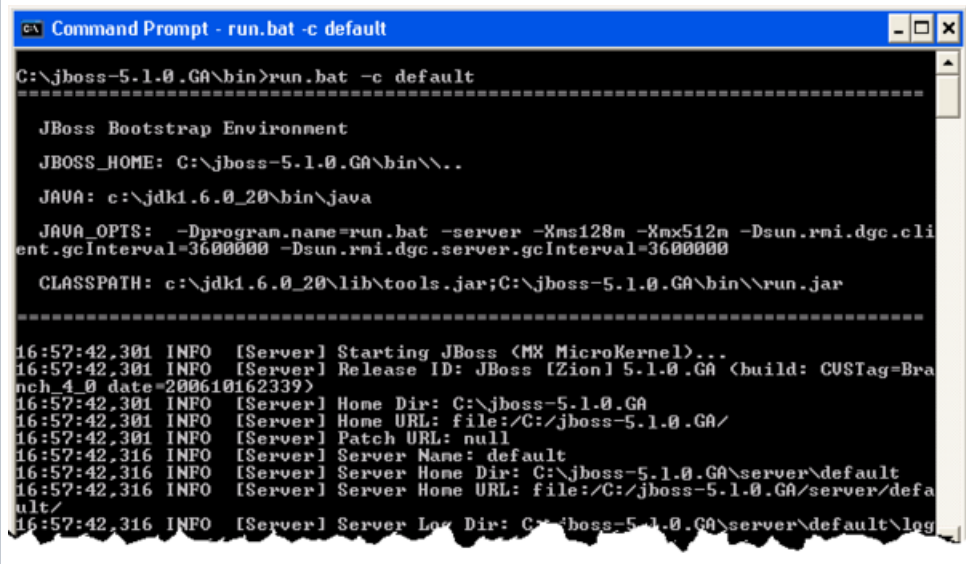 Command Prompt - run.bat -c default
C:\jboss-5.1.0.GA\bin>run.bat -c default
===============================================================================
JBoss Bootstrap Environment
JBOSS_HOME: C:\jboss-5.1.0.GA\bin\\..
JAVA: c:\jdk1.6.0_20\bin\java
JAVA_OPTS:  -Dprogram.name=run.bat -server -Xms128m -Xmx512m -Dsun.rmi.dgc.cli
ent.gcInterval=3600000 -Dsun.rmi.dgc.server.gcInterval=3600000
CLASSPATH: c:\jdk1.6.0_20\lib\tools.jar;C:\jboss-5.1.0.GA\bin\\run.jar
===============================================================================
16:57:42,301 INFO  [Server] Starting JBoss (MX MicroKernel)...
16:57:42,301 INFO  [Server] Release ID: JBoss [Zion] 5.1.0 GA (build: CVSTag=Bra
nch_4_0 date=200610162339)
16:57:42,301 INFO  [Server] Home Dir: C:\jboss-5.1.0.GA
16:57:42,301 INFO  [Server] Home URL: file:/C:/jboss-5.1.0.GA/
16:57:42,301 INFO  [Server] Patch URL: null
16:57:42,316 INFO  [Server] Server Name: default
16:57:42,316 INFO  [Server] Server Home Dir: C:\jboss-5.1.0.GA\server\default
16:57:42,316 INFO  [Server] Server Home URL: file:/C:/jboss-5.1.0.GA/server/defa
ult/
16:57:42,316 INFO  [Server] Server Log Dir: C:\jboss-5.1.0.GA\server\default\log